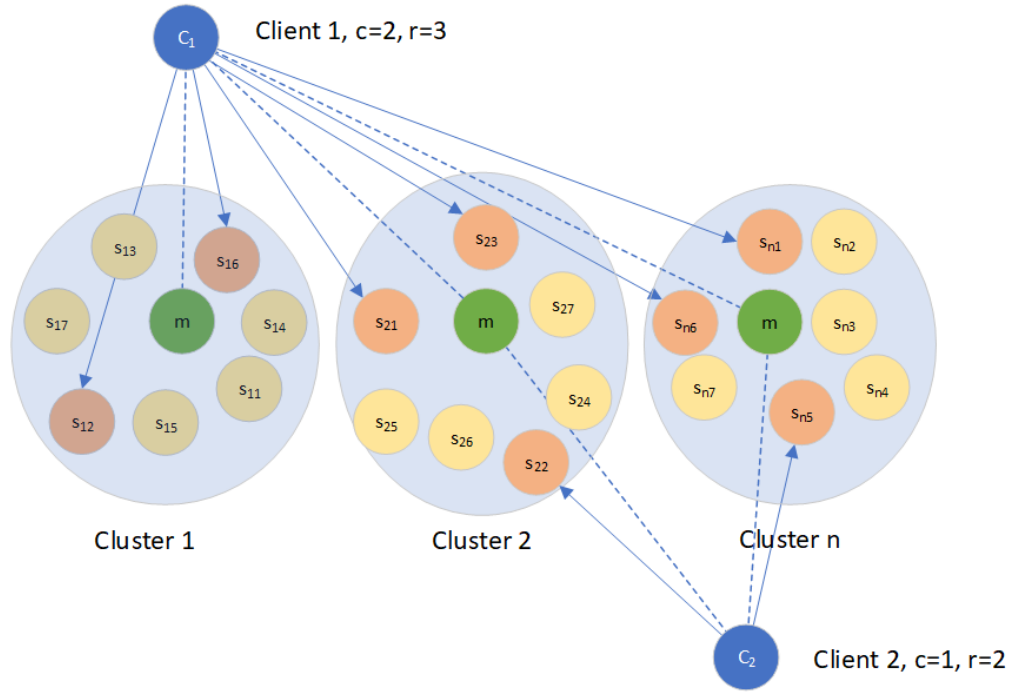 C₁
Client 1, c=2, r=3
s₁₃
s₁₆
s₁₇
m
s₁₄
s₁₁
s₁₂
s₁₅
Cluster 1
s₂₃
s₂₇
s₂₁
m
s₂₄
s₂₅
s₂₆
s₂₂
Cluster 2
sₙ₁
sₙ₂
sₙ₆
m
sₙ₃
sₙ₇
sₙ₄
sₙ₅
Cluster n
C₂
Client 2, c=1, r=2